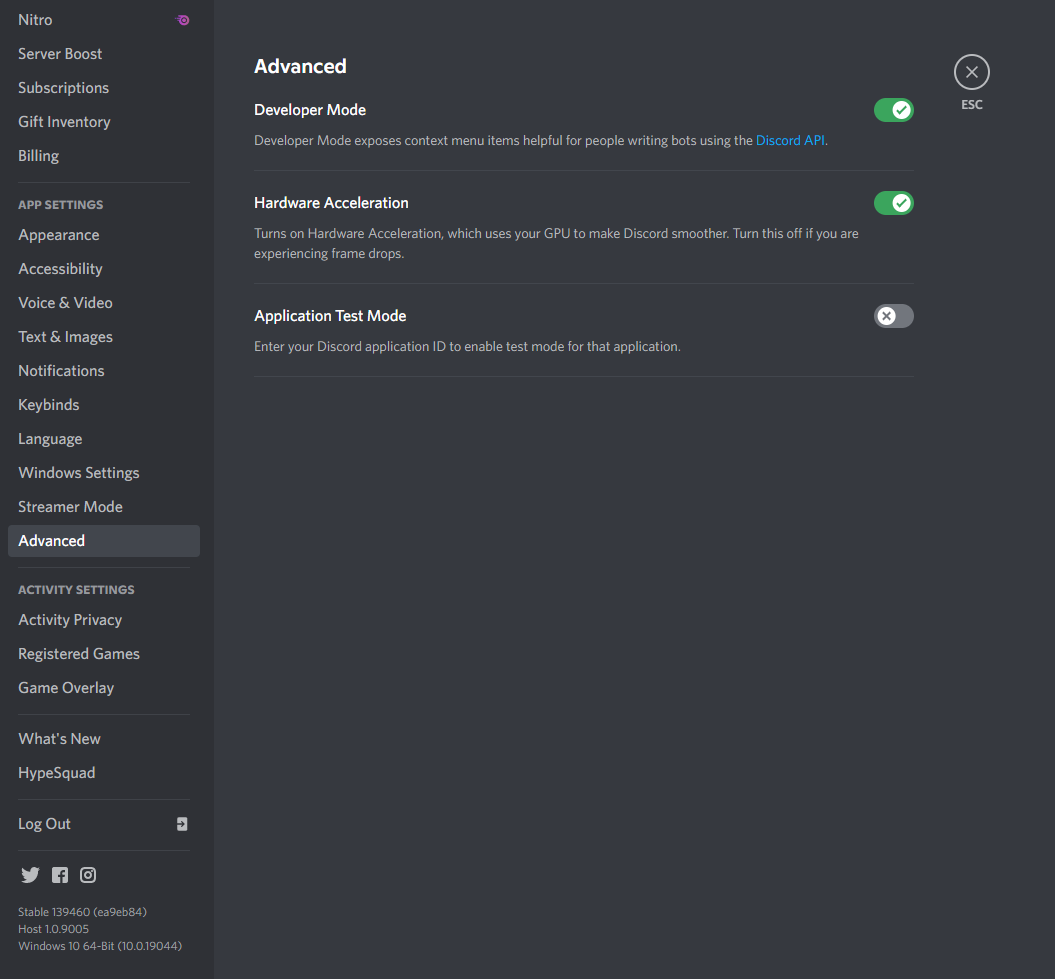 Nitro
Server Boost
Subscriptions
Gift Inventory
Billing
APP SETTINGS
Appearance
Accessibility
Voice & Video
Text & Images
Notifications
Keybinds
Language
Windows Settings
Streamer Mode
Advanced
ACTIVITY SETTINGS
Activity Privacy
Registered Games
Game Overlay
What's New
HypeSquad
Log Out
Stable 139460 (ea9eb84)
Host 1.0.9005
Windows 10 64-Bit (10.0.19044)
Advanced
Developer Mode
Developer Mode exposes context menu items helpful for people writing bots using the Discord API.
Hardware Acceleration
Turns on Hardware Acceleration, which uses your GPU to make Discord smoother. Turn this off if you are
experiencing frame drops.
Application Test Mode
Enter your Discord application ID to enable test mode for that application.
ESC